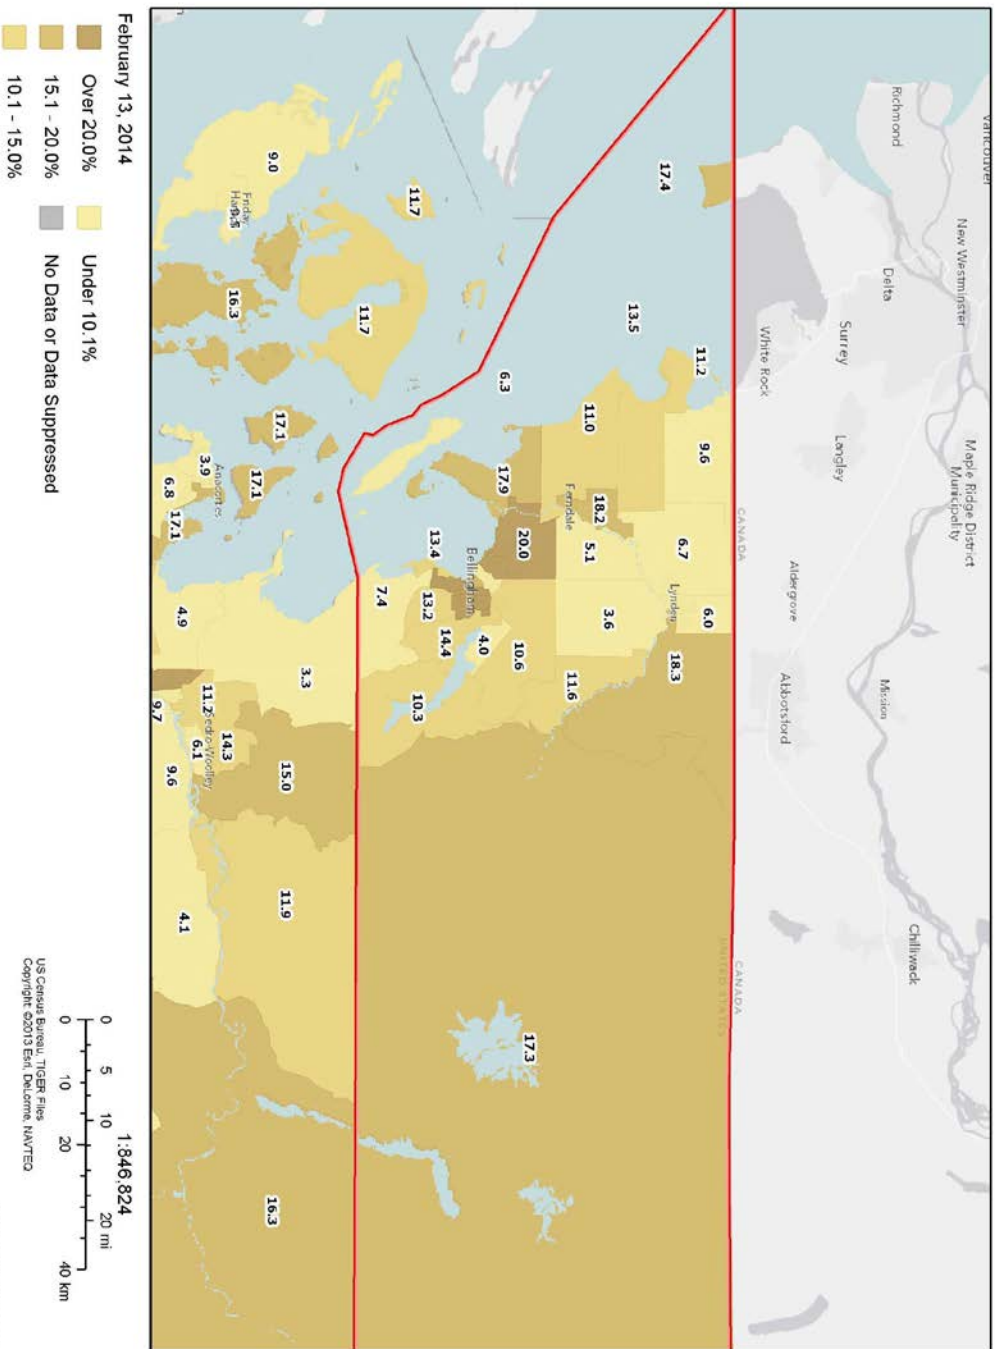 Vancouver
New Westminster
Maple Ridge District
Municipality
Richmond
Delta
Surrey
Langley
Mission
Chilliwack
White Rock
Aldergrove
Abbotsford
CANADA
CANADA
UNITED STATES
17.4
11.2
9.6
6.7
6.0
18.3
13.5
11.0
18.2
Lynden
Ferndale
5.1
3.6
11.6
6.3
17.9
20.0
10.6
17.3
Bellingham
4.0
11.7
13.4
13.2
14.4
10.3
11.7
7.4
9.0
17.1
3.3
15.0
11.9
16.3
Friday
Harbor
9.5
16.3
17.1
Anacortes
3.9
6.8
17.1
4.9
11.2
Sedro-Woolley
14.3
6.1
9.7
9.6
4.1
February 13, 2014
Over 20.0%
15.1 - 20.0%
10.1 - 15.0%
Under 10.1%
No Data or Data Suppressed
1:846,824
0 5 10 20 mi
0 10 20 40 km
US Census Bureau, TIGER Files
Copyright: ©2013 Esri, DeLorme, NAVTEQ